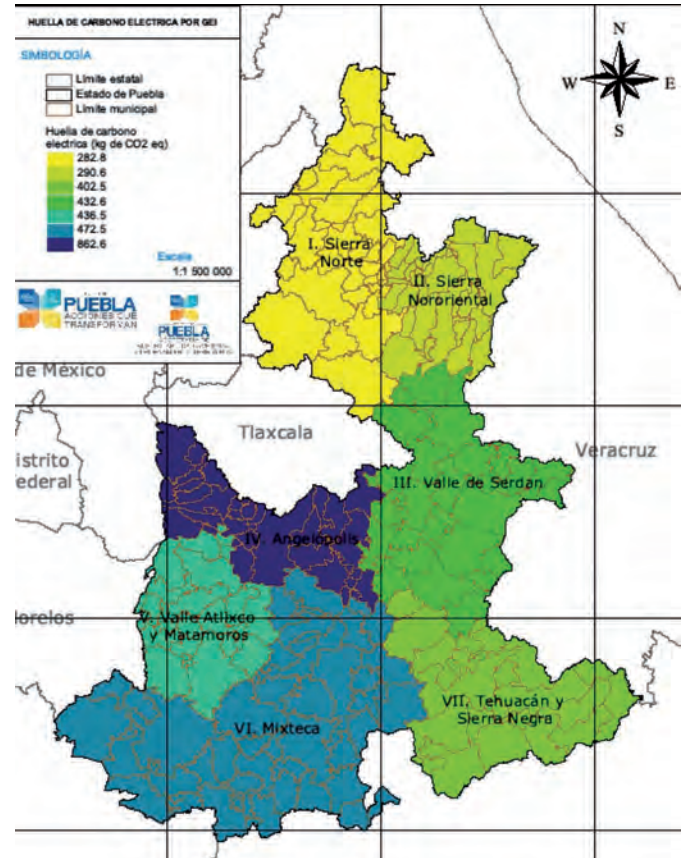 HUELLA DE CARBONO ELECTRICA POR GEI
SIMBOLOGÍA
Límite estatal
Estado de Puebla
Límite municipal
Huella de carbono
electrica (kg de CO2 eq)
282.8
290.6
402.5
432.6
436.5
472.5
862.6
Escala
1:1 500 000
PUEBLA
ACCIONES QUE
TRANSFORMAN
PUEBLA
N
W
E
S
I. Sierra
Norte
II. Sierra
Nororiental
de México
Tlaxcala
Veracruz
istrito
ederal
III. Valle de Serdan
IV. Angelópolis
orelos
V. Valle Atlixco
y Matamoros
VI. Mixteca
VII. Tehuacán y
Sierra Negra